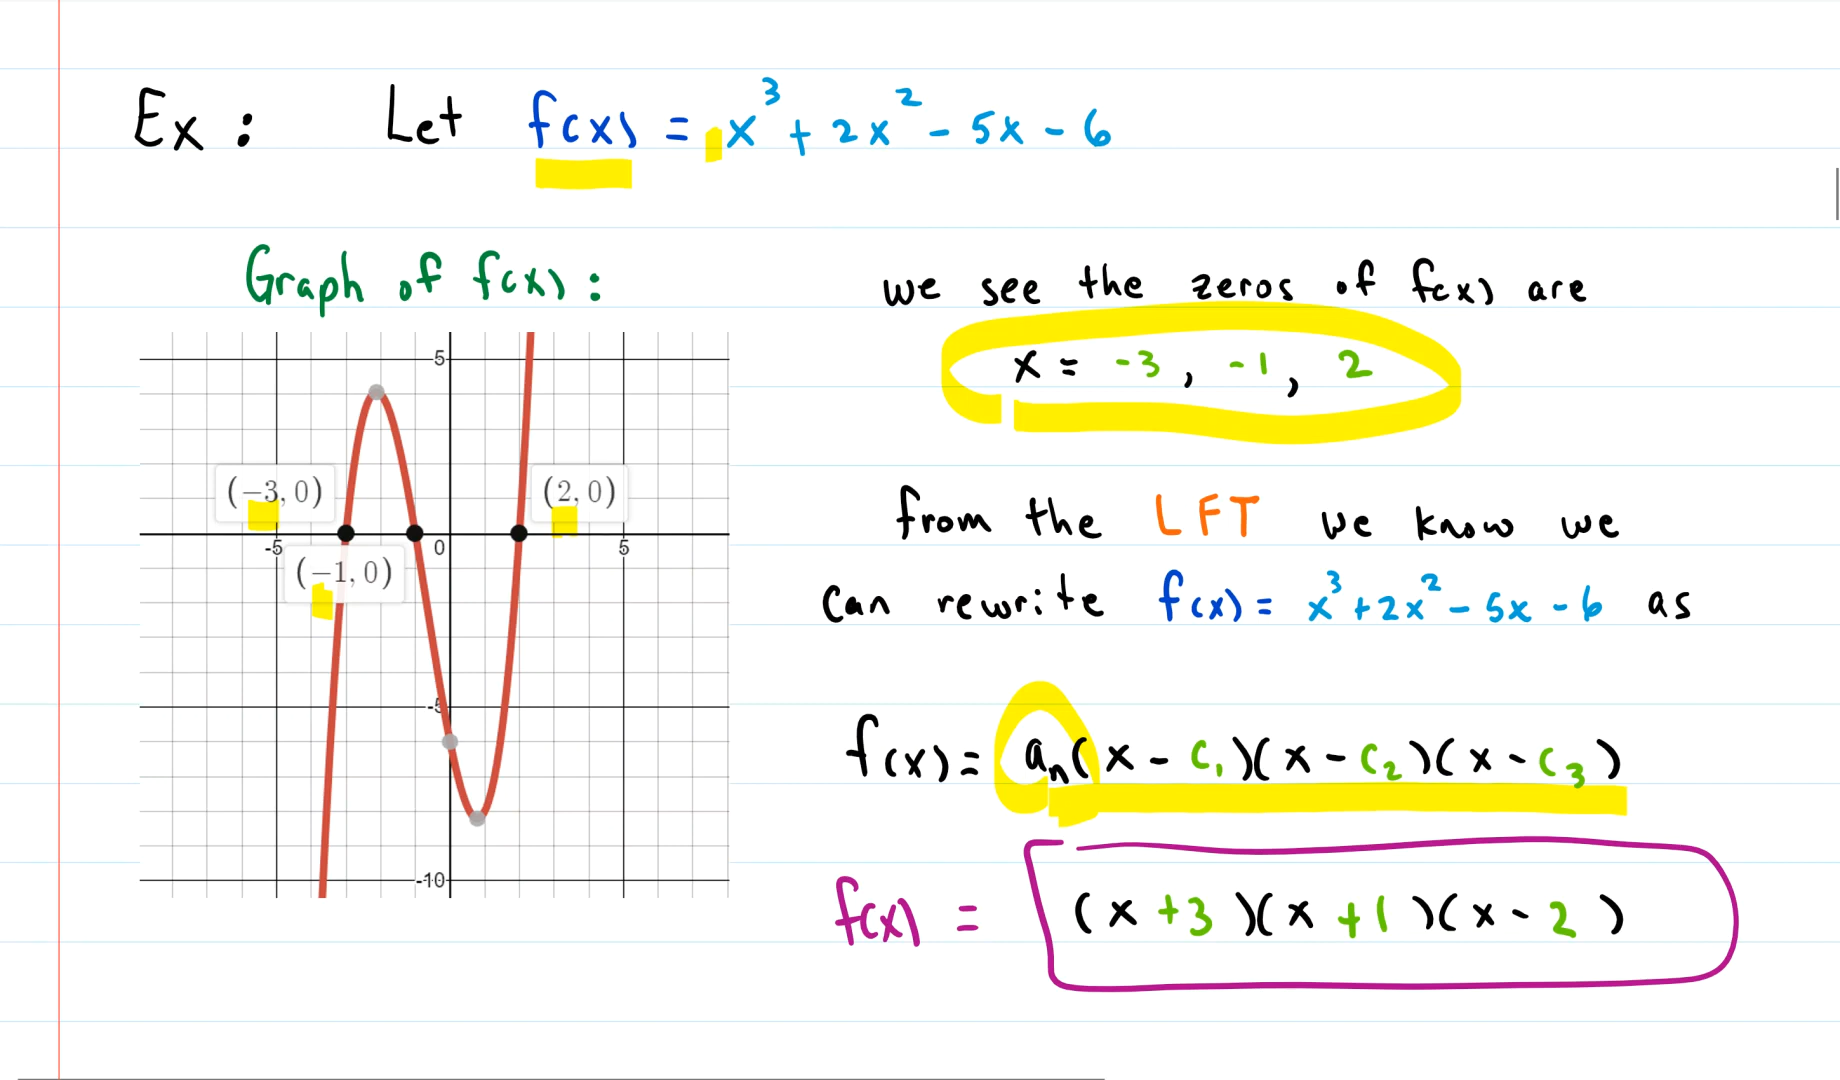 Ex : Let f(x) = x³ + 2x² - 5x - 6
Graph of f(x) :
5
(-3, 0)
(2, 0)
-5
0
5
(-1, 0)
-5
-10
we see the zeros of f(x) are
x = -3 , -1 , 2
from the LFT we know we
can rewrite f(x) = x³ + 2x² - 5x - 6 as
f(x) = aₙ(x - c₁)(x - c₂)(x - c₃)
f(x) = (x + 3)(x + 1)(x - 2)